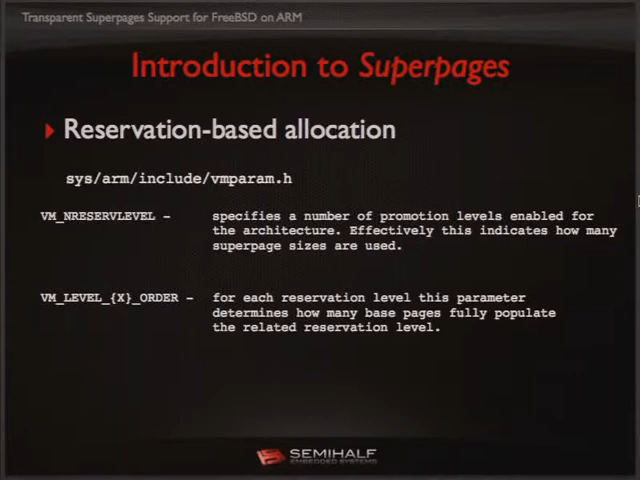 Transparent Superpages Support for FreeBSD on ARM
Introduction to Superpages
Reservation-based allocation
sys/arm/include/vmparam.h
VM_NRESERVLEVEL - specifies a number of promotion levels enabled for
the architecture. Effectively this indicates how many
superpage sizes are used.
VM_LEVEL_{X}_ORDER - for each reservation level this parameter
determines how many base pages fully populate
the related reservation level.
SEMIHALF
EMBEDDED SYSTEMS